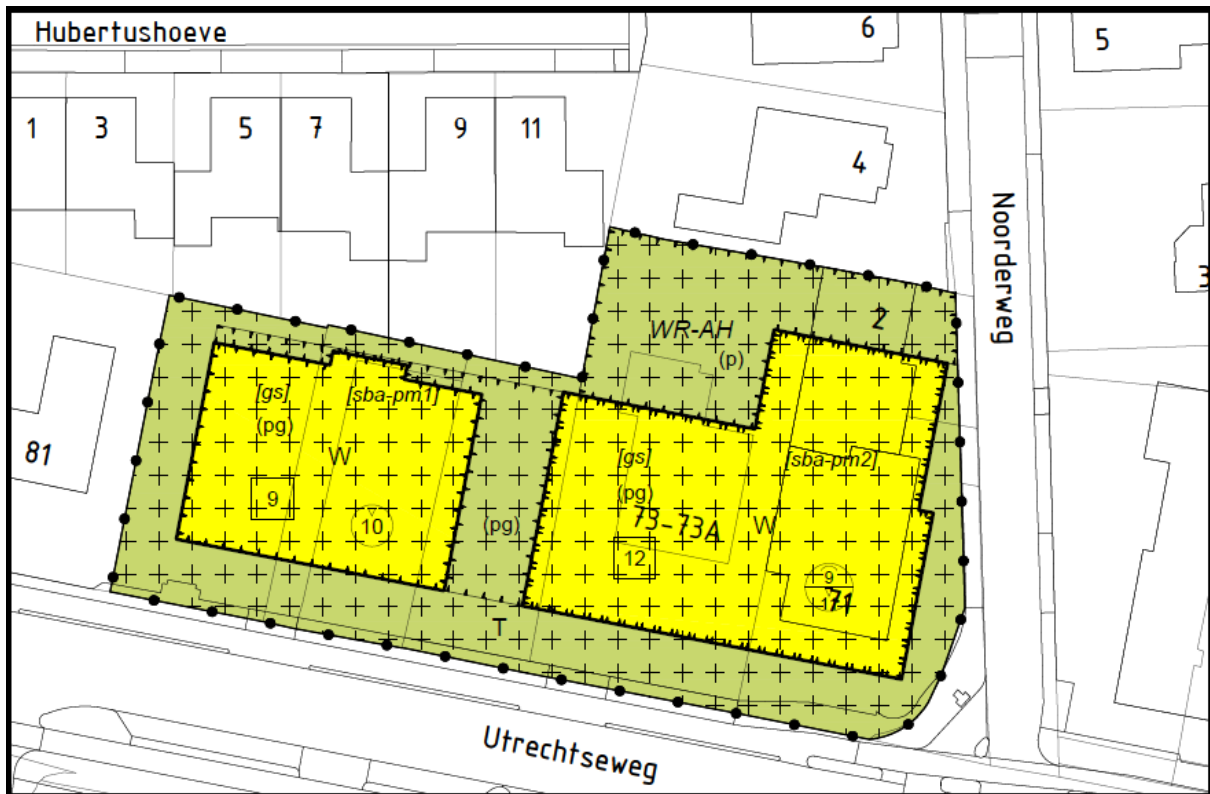 Hubertushoeve
6
5
1
3
5
7
9
11
4
Noorderweg
3
2
WR-AH
(p)
[gs]
[sba-pm1]
(pg)
W
81
9
10
[gs]
[sba-pm2]
(pg)
(pg)
73-73A
W
12
9
71
T
Utrechtseweg